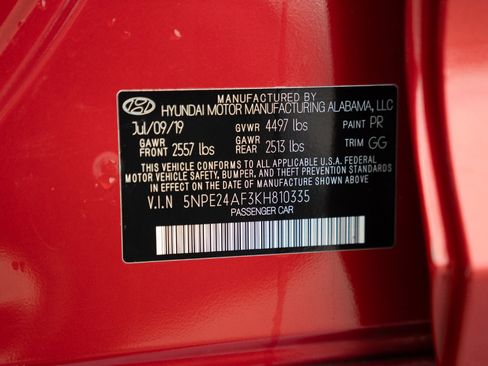 MANUFACTURED BY
HYUNDAI MOTOR MANUFACTURING ALABAMA, LLC
Jul/09/19 GVWR 4497 lbs PAINT PR
GAWR FRONT 2557 lbs GAWR REAR 2513 lbs TRIM GG
THIS VEHICLE CONFORMS TO ALL APPLICABLE U.S.A. FEDERAL
MOTOR VEHICLE SAFETY, BUMPER, AND THEFT PREVENTION
STANDARDS IN EFFECT ON THE DATE OF MANUFACTURE SHOWN ABOVE.
V.I.N 5NPE24AF3KH810335
PASSENGER CAR